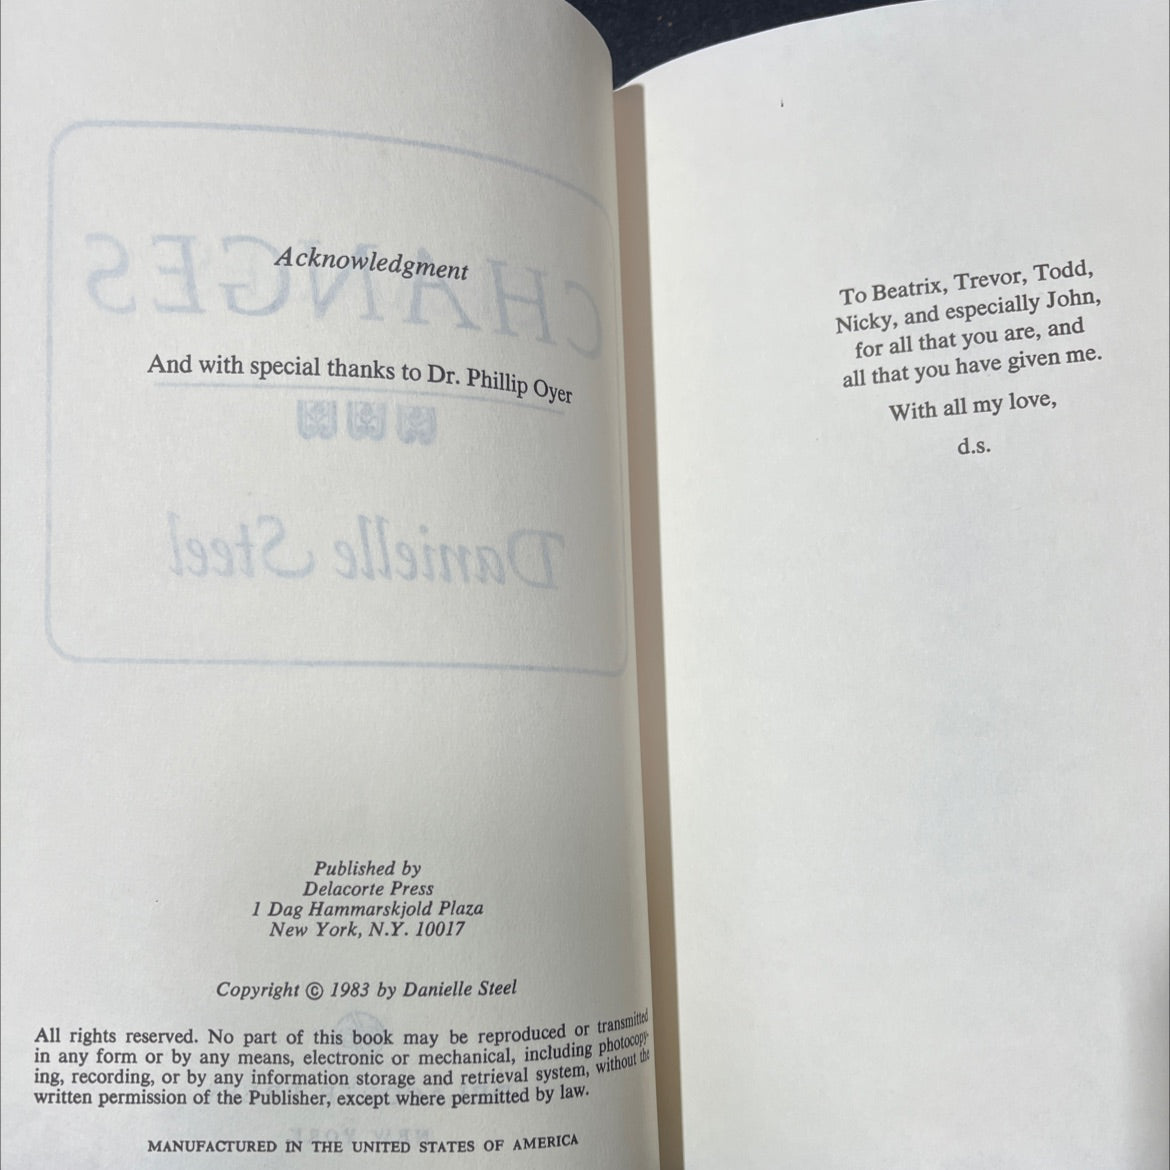 CHANGES
Acknowledgment
And with special thanks to Dr. Phillip Oyer
Danielle Steel
Published by
Delacorte Press
1 Dag Hammarskjold Plaza
New York, N.Y. 10017
Copyright © 1983 by Danielle Steel
All rights reserved. No part of this book may be reproduced or transmitted
in any form or by any means, electronic or mechanical, including photocopy-
ing, recording, or by any information storage and retrieval system, without the
written permission of the Publisher, except where permitted by law.
MANUFACTURED IN THE UNITED STATES OF AMERICA
To Beatrix, Trevor, Todd,
Nicky, and especially John,
for all that you are, and
all that you have given me.
With all my love,
d.s.